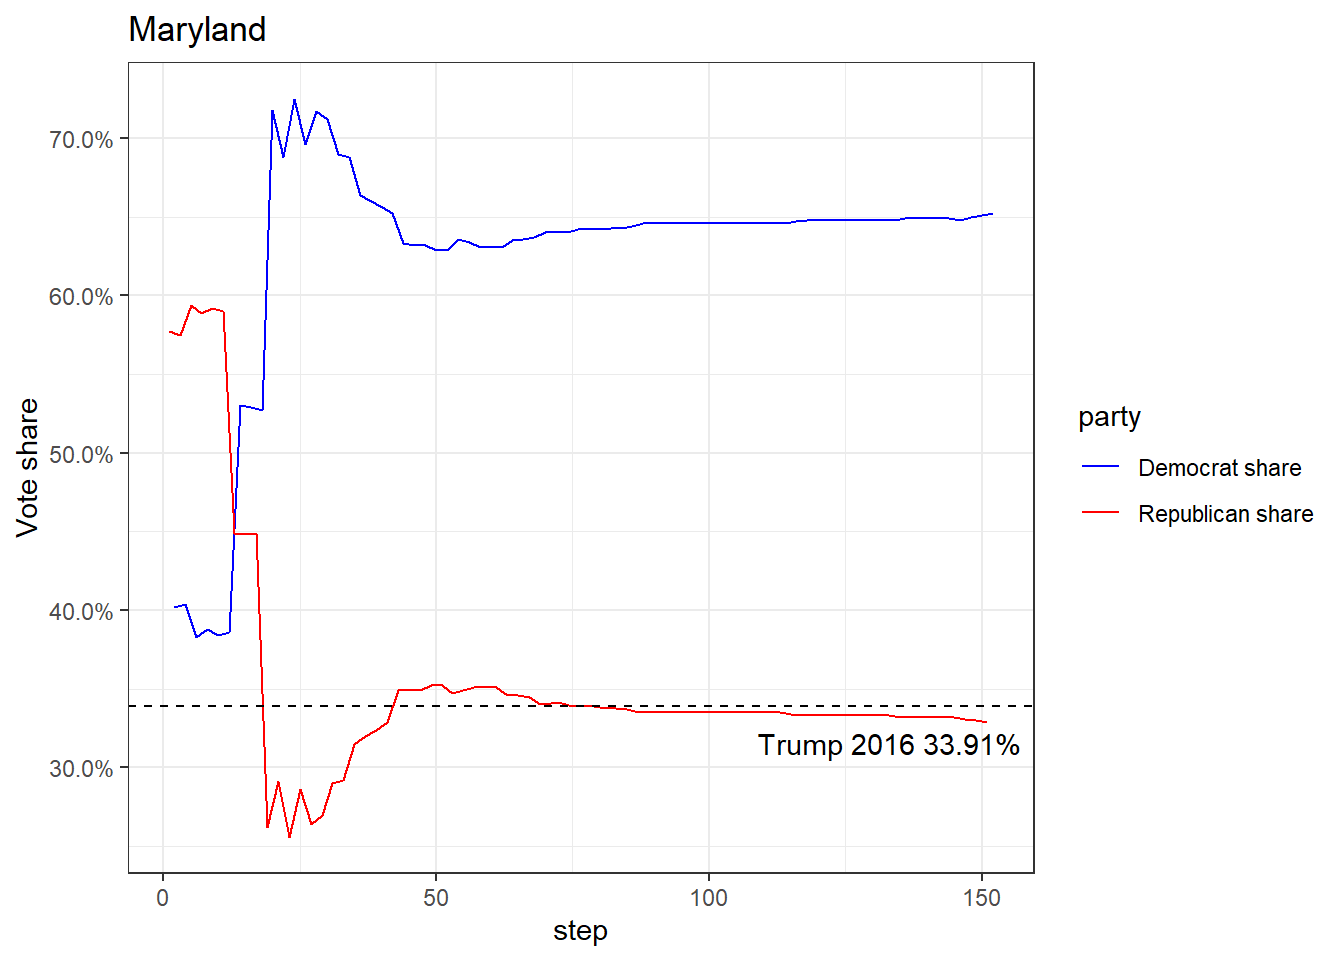 Maryland
70.0%
60.0%
50.0%
40.0%
30.0%
Vote share
Trump 2016 33.91%
0 50 100 150
step
party
Democrat share
Republican share